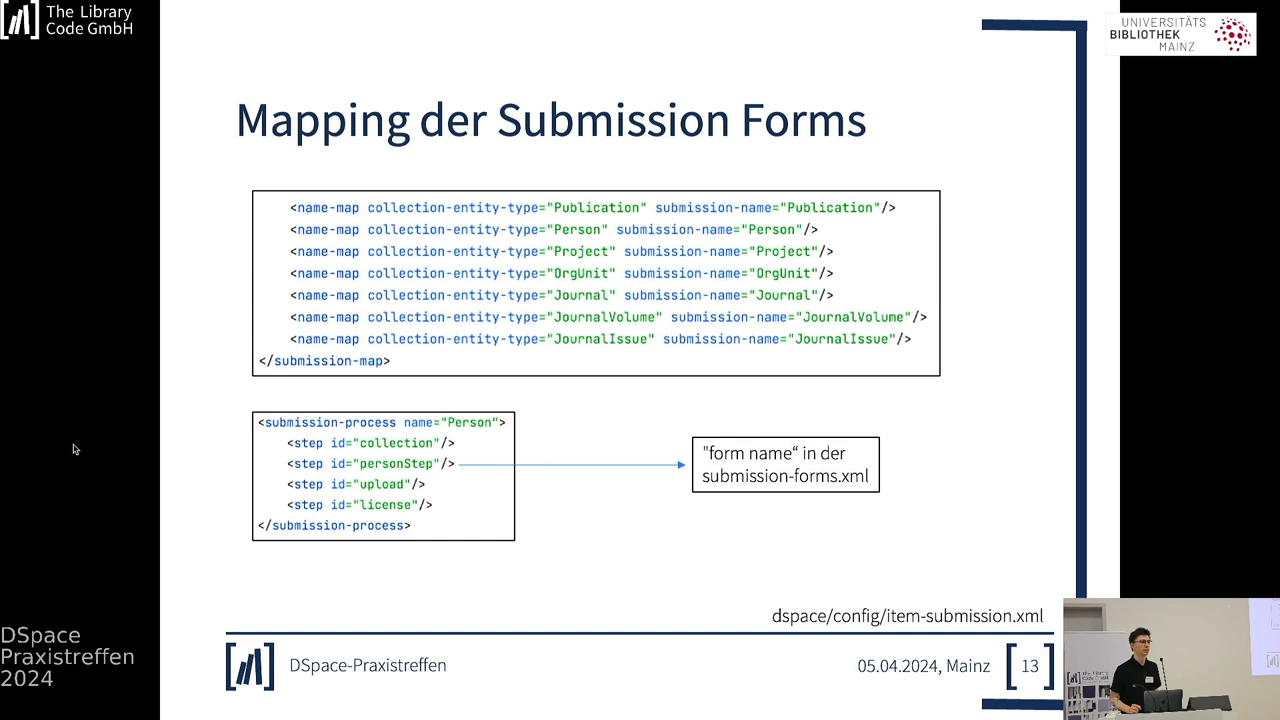 The Library
Code GmbH
UNIVERSITÄTS
BIBLIOTHEK
MAINZ
Mapping der Submission Forms
<name-map collection-entity-type="Publication" submission-name="Publication"/>
<name-map collection-entity-type="Person" submission-name="Person"/>
<name-map collection-entity-type="Project" submission-name="Project"/>
<name-map collection-entity-type="OrgUnit" submission-name="OrgUnit"/>
<name-map collection-entity-type="Journal" submission-name="Journal"/>
<name-map collection-entity-type="JournalVolume" submission-name="JournalVolume"/>
<name-map collection-entity-type="JournalIssue" submission-name="JournalIssue"/>
</submission-map>
<submission-process name="Person">
<step id="collection"/>
<step id="personStep"/>
<step id="upload"/>
<step id="license"/>
</submission-process>
"form name“ in der
submission-forms.xml
dspace/config/item-submission.xml
DSpace-Praxistreffen
05.04.2024, Mainz
13
DSpace
Praxistreffen
2024